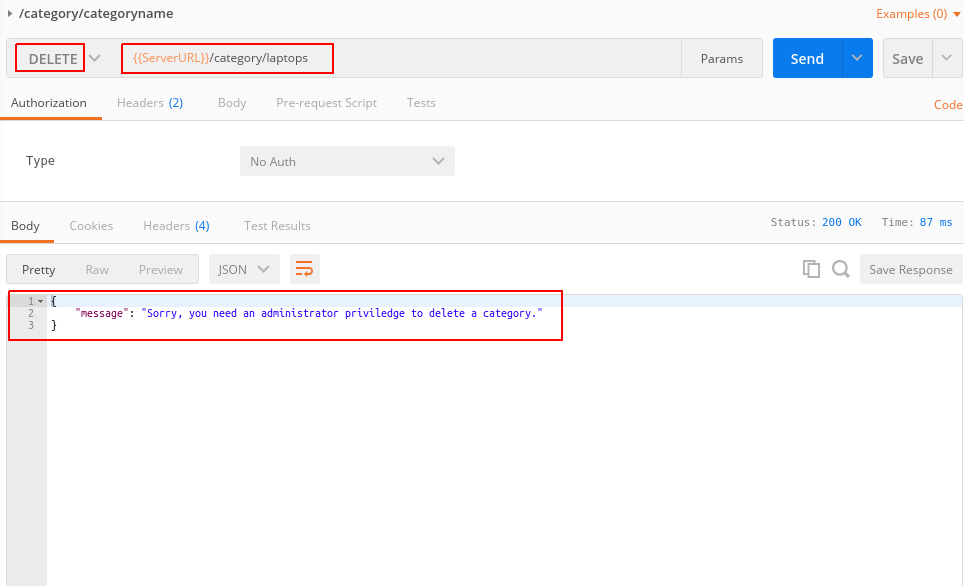 /category/categoryname
Examples (0)
DELETE
{{ServerURL}}/category/laptops
Params
Send
Save
Authorization
Headers (2)
Body
Pre-request Script
Tests
Code
Type
No Auth
Body
Cookies
Headers (4)
Test Results
Status: 200 OK
Time: 87 ms
Pretty
Raw
Preview
JSON
Save Response
1 {
2 "message": "Sorry, you need an administrator priviledge to delete a category."
3 }